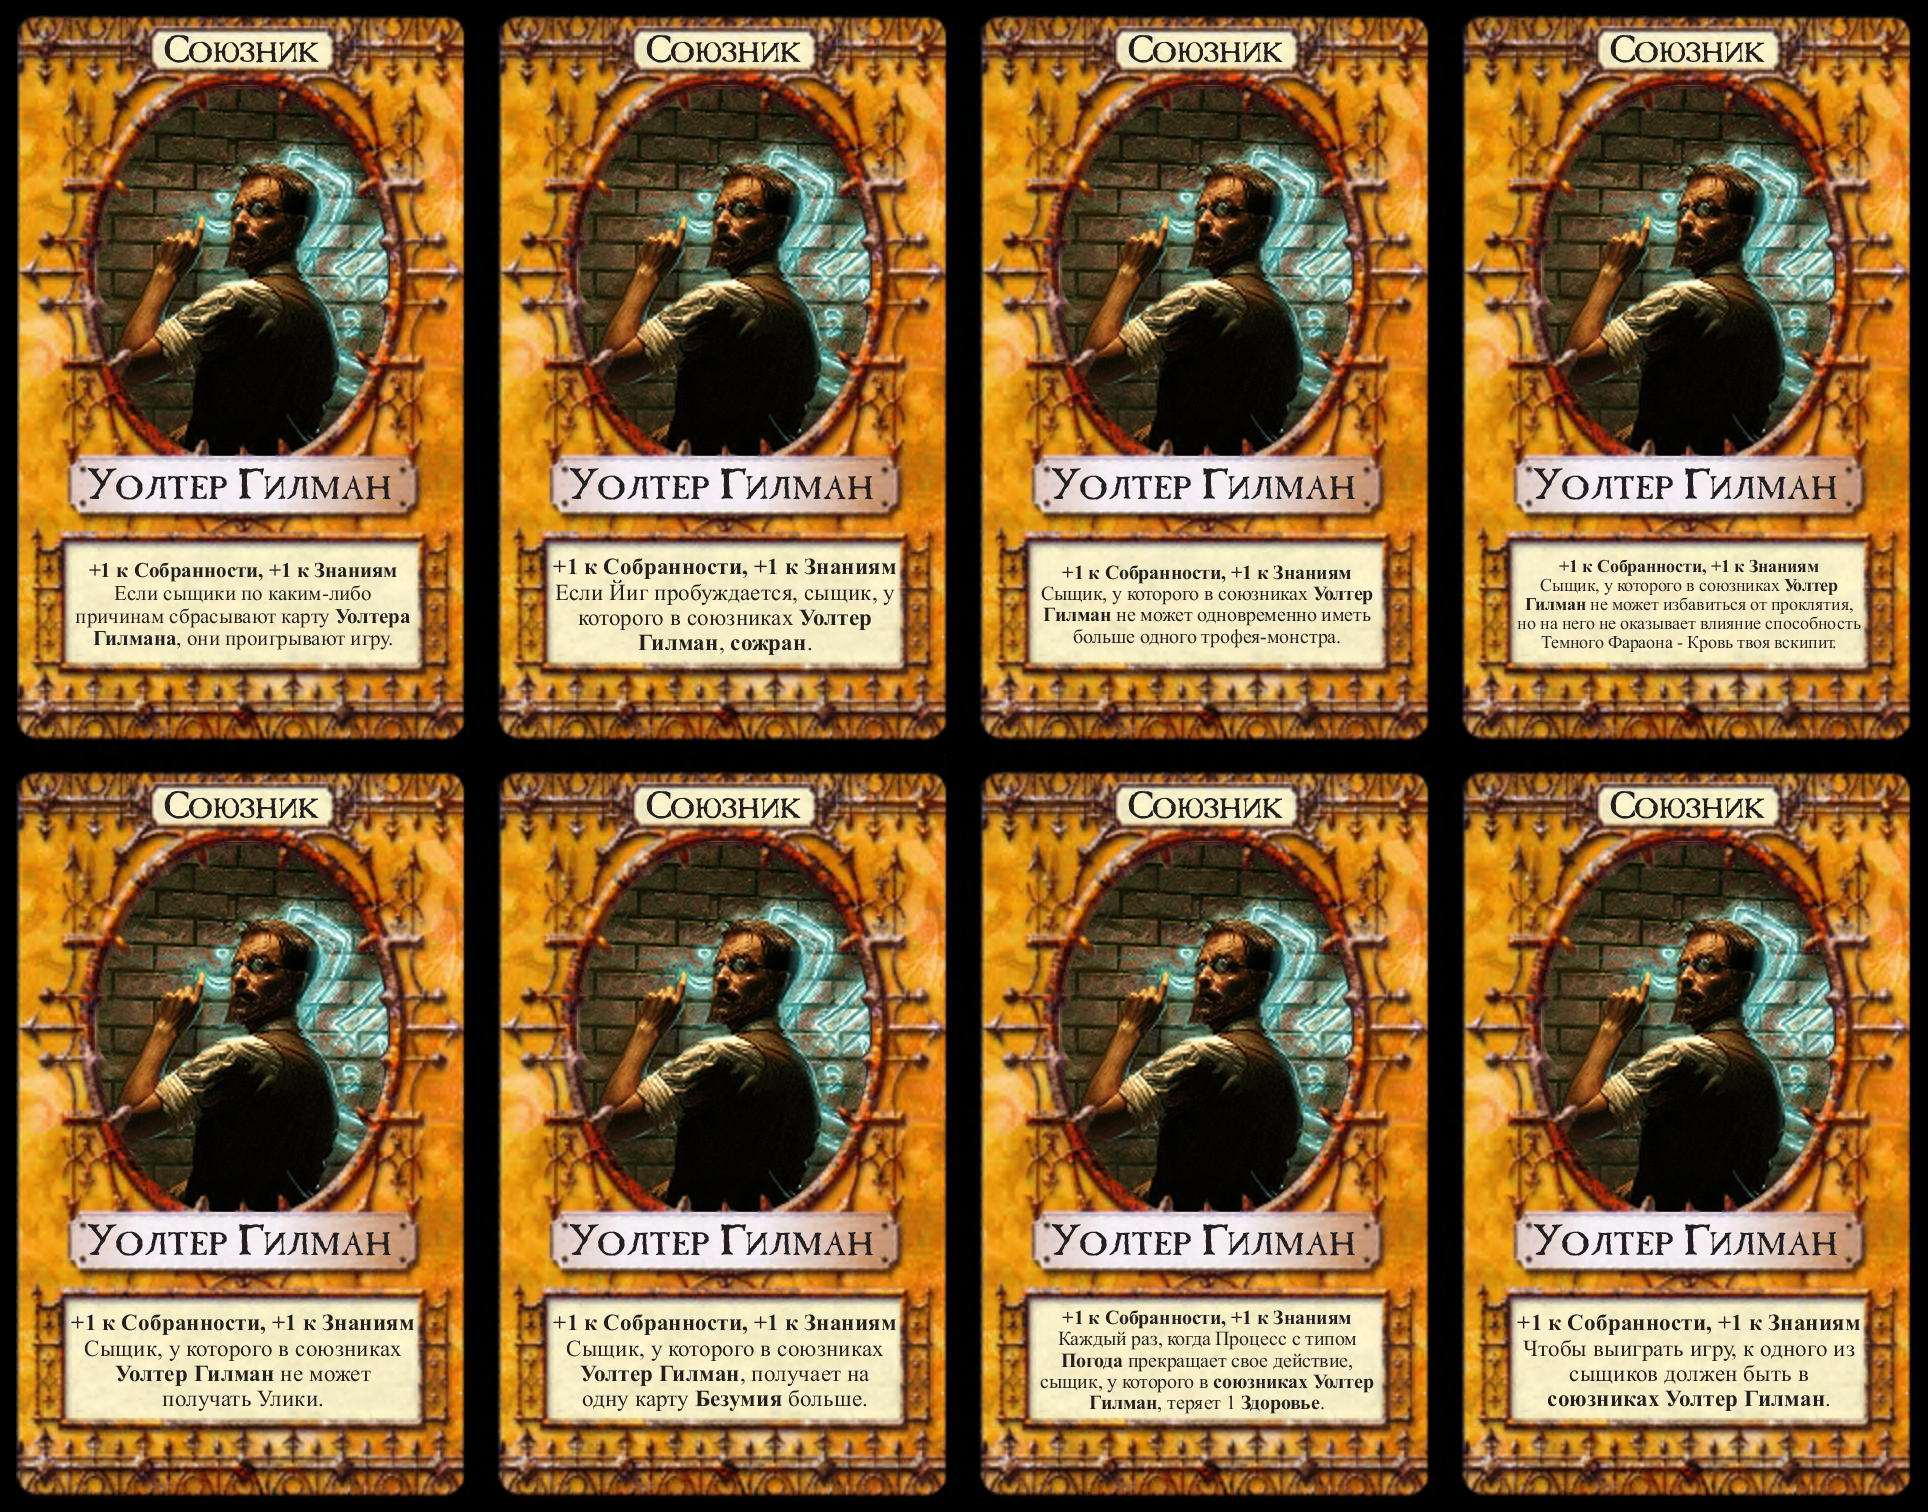 Союзник
Уолтер Гилман
+1 к Собранности, +1 к Знаниям
Если сыщики по каким-либо
причинам сбрасывают карту Уолтера
Гилмана, они проигрывают игру.
Союзник
Уолтер Гилман
+1 к Собранности, +1 к Знаниям
Если Йиг пробуждается, сыщик, у
которого в союзниках Уолтер
Гилман, сожран.
Союзник
Уолтер Гилман
+1 к Собранности, +1 к Знаниям
Сыщик, у которого в союзниках Уолтер
Гилман не может одновременно иметь
больше одного трофея-монстра.
Союзник
Уолтер Гилман
+1 к Собранности, +1 к Знаниям
Сыщик, у которого в союзниках Уолтер
Гилман не может избавиться от проклятия,
но на него не оказывает влияние способность
Темного Фараона - Кровь твоя вскипит.
Союзник
Уолтер Гилман
+1 к Собранности, +1 к Знаниям
Сыщик, у которого в союзниках
Уолтер Гилман не может
получать Улики.
Союзник
Уолтер Гилман
+1 к Собранности, +1 к Знаниям
Сыщик, у которого в союзниках
Уолтер Гилман, получает на
одну карту Безумия больше.
Союзник
Уолтер Гилман
+1 к Собранности, +1 к Знаниям
Каждый раз, когда Процесс с типом
Погода прекращает свое действие,
сыщик, у которого в союзниках Уолтер
Гилман, теряет 1 Здоровье.
Союзник
Уолтер Гилман
+1 к Собранности, +1 к Знаниям
Чтобы выиграть игру, к одного из
сыщиков должен быть в
союзниках Уолтер Гилман.